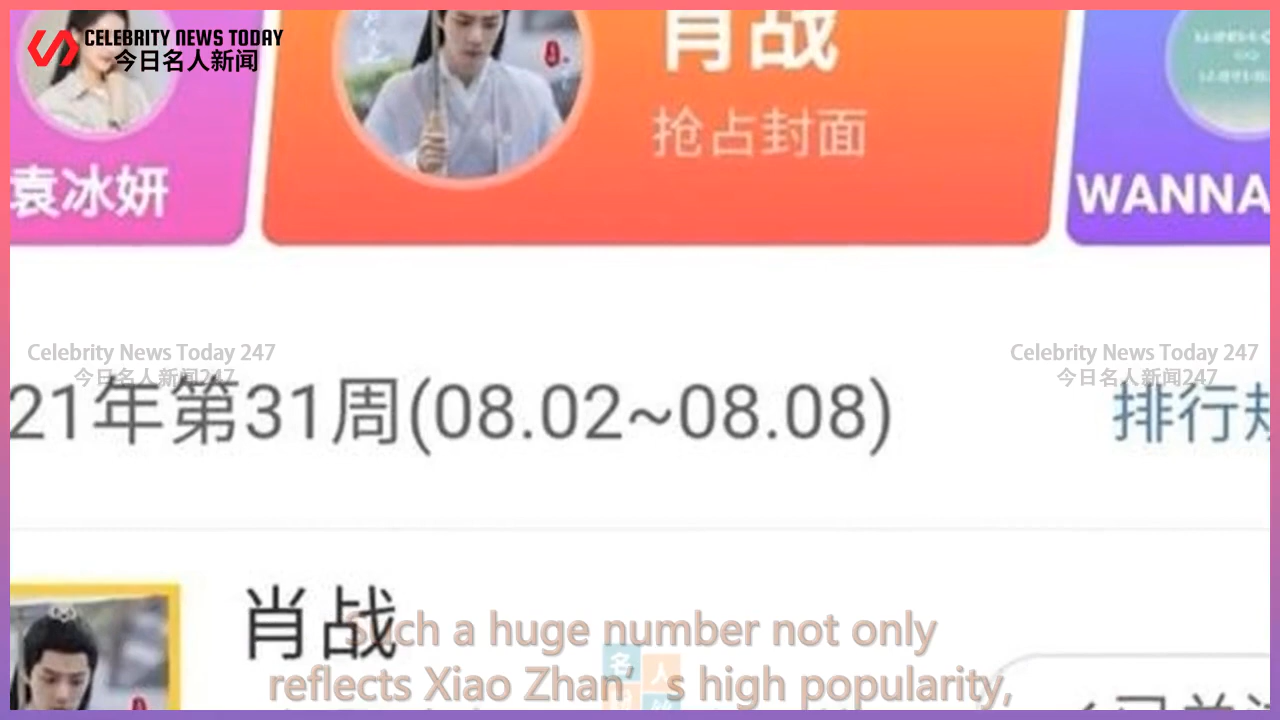 CELEBRITY NEWS TODAY
今日名人新闻
肖战
抢占封面
袁冰妍
WANNA
Celebrity News Today 247
今日名人新闻247
Celebrity News Today 247
今日名人新闻247
21年第31周(08.02~08.08)
排行
肖战
Such a huge number not only
reflects Xiao Zhan’s high popularity,
名人